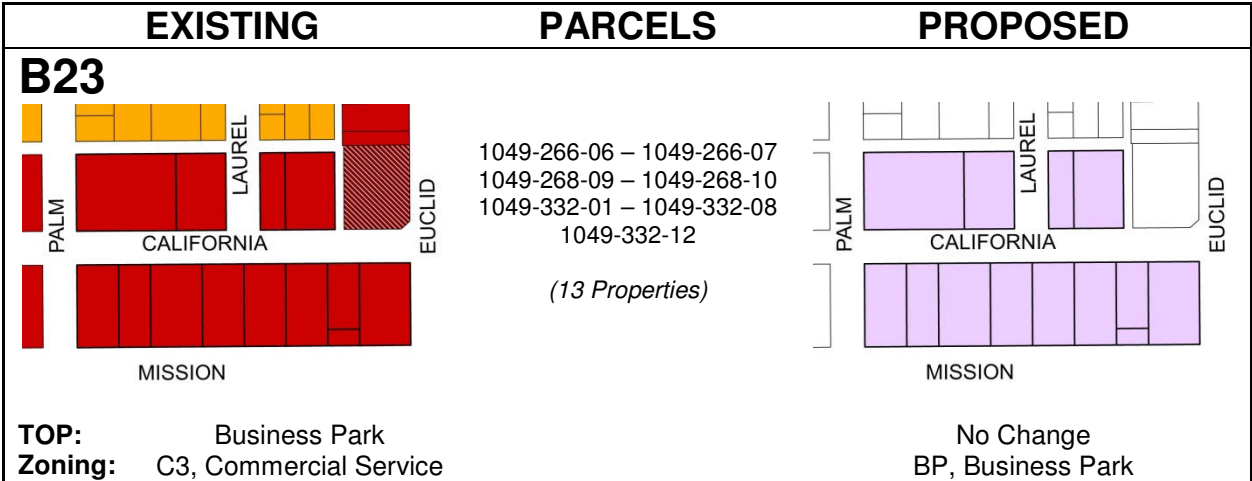 EXISTING PARCELS PROPOSED
B23
LAUREL
PALM
CALIFORNIA
EUCLID
MISSION
1049-266-06 – 1049-266-07
1049-268-09 – 1049-268-10
1049-332-01 – 1049-332-08
1049-332-12
(13 Properties)
LAUREL
PALM
CALIFORNIA
EUCLID
MISSION
TOP: Business Park No Change
Zoning: C3, Commercial Service BP, Business Park